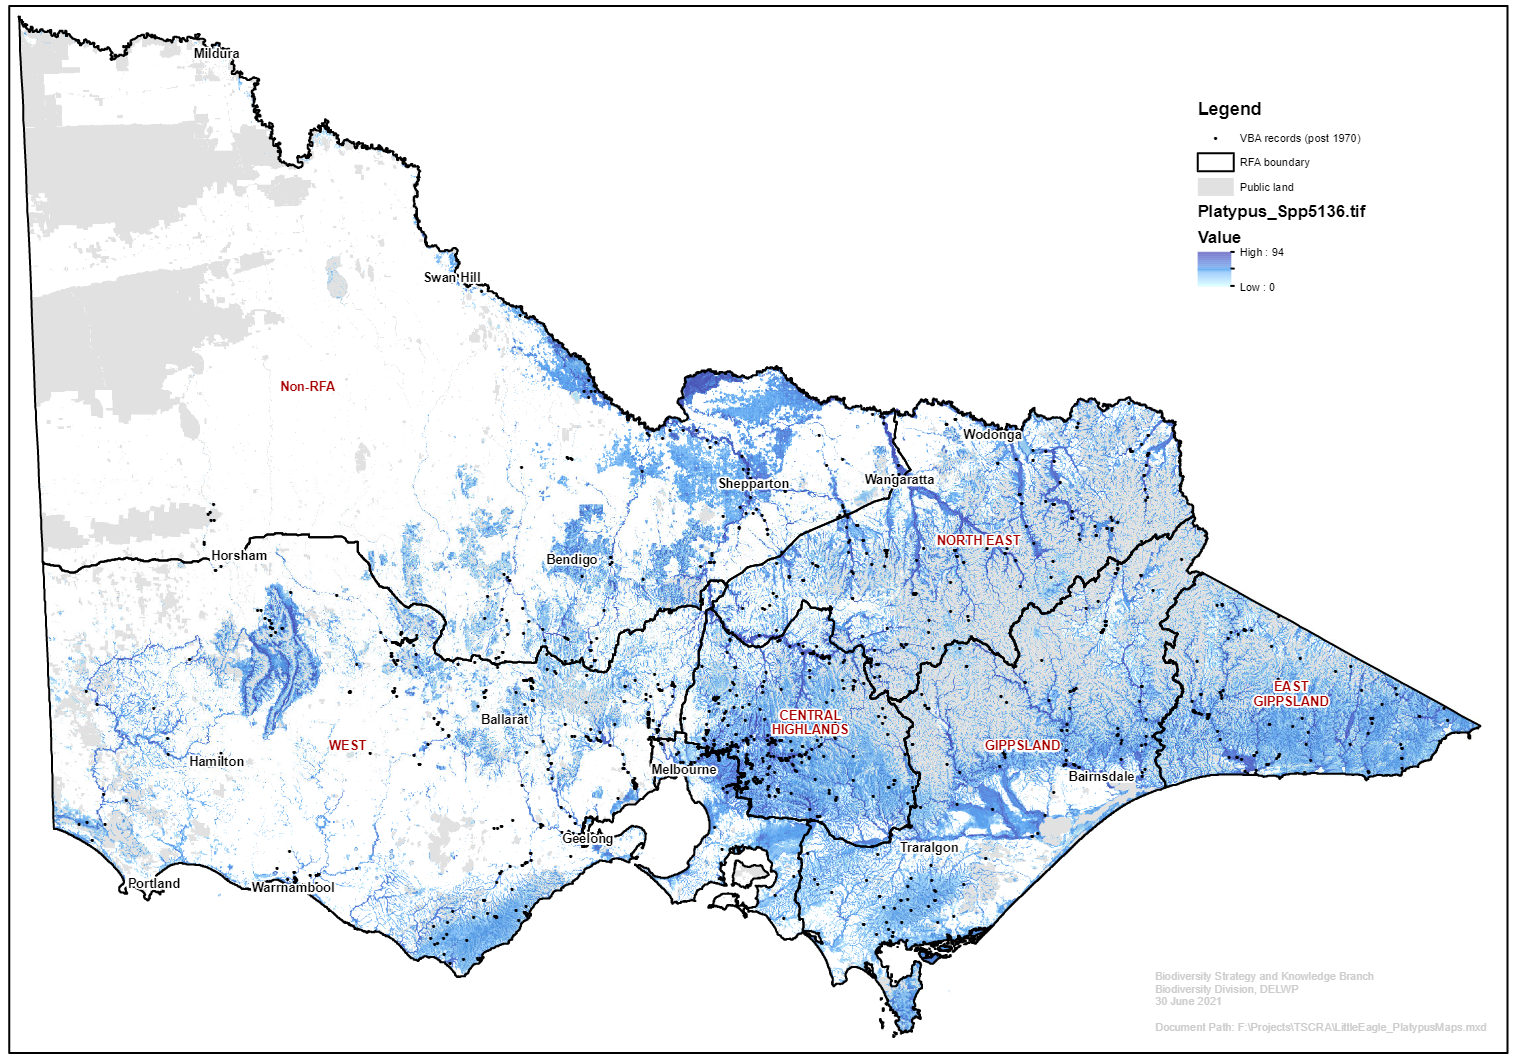 Mildura
Legend
VBA records (post 1970)
RFA boundary
Public land
Platypus_Spp5136.tif
Value
High : 94
Low : 0
Swan Hill
Non-RFA
Wodonga
Shepparton
Wangaratta
NORTH EAST
Horsham
Bendigo
EAST
GIPPSLAND
CENTRAL
HIGHLANDS
Ballarat
WEST
GIPPSLAND
Hamilton
Melbourne
Bairnsdale
Geelong
Traralgon
Portland
Warrnambool
Biodiversity Strategy and Knowledge Branch
Biodiversity Division, DELWP
30 June 2021
Document Path: F:\Projects\TSCRA\LittleEagle_PlatypusMaps.mxd